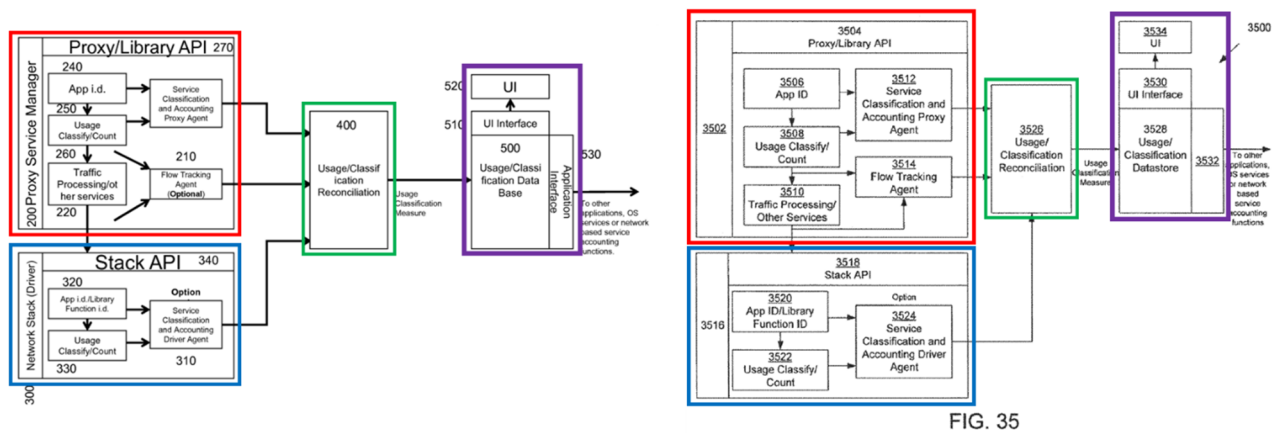 Proxy/Library API 270
200 Proxy Service Manager
240
App i.d.
250
Usage
Classify/Count
260
Traffic
Processing/ot
her services
220
Service
Classification
and Accounting
Proxy Agent
210
Flow Tracking
Agent
(Optional)
Stack API 340
Network Stack (Driver)
300
320
App i.d./Library
Function i.d.
Usage
Classify/Count
330
Option
Service
Classification
and Accounting
Driver Agent
310
400
Usage/Classif
ication
Reconciliation
Usage
Classification
Measure
520
UI
510
UI Interface
500
Usage/Classi
fication Data
Base
Application
Interface
530
To other
applications, OS
services or network
based service
accounting
functions.
3504
Proxy/Library API
3502
3506
App ID
3508
Usage Classify/
Count
3510
Traffic Processing/
Other Services
3512
Service
Classification and
Accounting Proxy
Agent
3514
Flow Tracking
Agent
3518
Stack API
3516
3520
App ID/Library
Function ID
3522
Usage Classify/
Count
Option
3524
Service
Classification and
Accounting Driver
Agent
3526
Usage/
Classification
Reconciliation
Usage
Classification
Measure
3534
UI
3500
3530
UI Interface
3528
Usage/
Classification
Datastore
3532
To other
applications,
OS services
or network
based
service
accounting
functions
FIG. 35